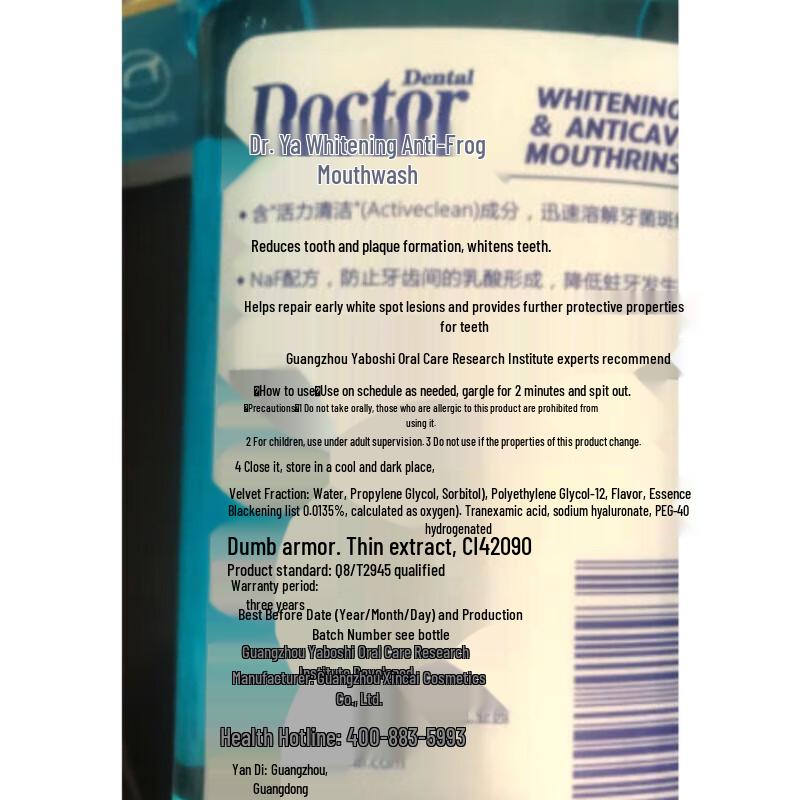 Dental
Doctor
WHITENING
& ANTICAV
MOUTHRINS
Dr. Ya Whitening Anti-Frog
Mouthwash
• 含"活力清洁"(Activeclean)成分，迅速溶解牙菌斑
Reduces tooth and plaque formation, whitens teeth.
• NaF配方，防止牙齿间的乳酸形成，降低蛀牙发生
Helps repair early white spot lesions and provides further protective properties
for teeth
Guangzhou Yaboshi Oral Care Research Institute experts recommend
How to use Use on schedule as needed, gargle for 2 minutes and spit out.
Precautions 1 Do not take orally, those who are allergic to this product are prohibited from
using it.
2 For children, use under adult supervision. 3 Do not use if the properties of this product change.
4 Close it, store in a cool and dark place,
Velvet Fraction: Water, Propylene Glycol, Sorbitol), Polyethylene Glycol-12, Flavor, Essence
Blackening list 0.0135%, calculated as oxygen). Tranexamic acid, sodium hyaluronate, PEG-40
hydrogenated
Dumb armor. Thin extract, CI42090
Product standard: Q8/T2945 qualified
Warranty period:
three years
Best Before Date (Year/Month/Day) and Production
Batch Number see bottle
Guangzhou Yaboshi Oral Care Research
Institute Developed
Manufacturer: Guangzhou Xincai Cosmetics
Co., Ltd.
Health Hotline: 400-883-5993
Yan Di: Guangzhou,
Guangdong